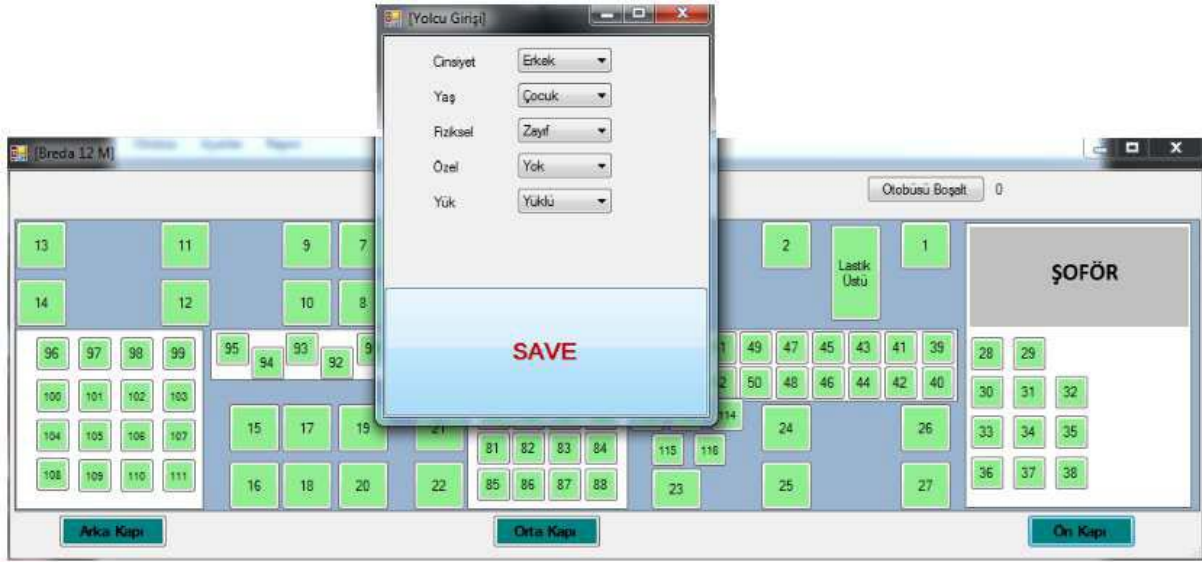 [Yolcu Girişi]
Cinsiyet Erkek
Yaş Çocuk
Fiziksel Zayıf
Özel Yok
Yük Yüklü
SAVE
[Breda 12 M]
Otobüsü Boşalt 0
13 11 9 7 2 1
Lastik
Üstü
ŞOFÖR
14 12 10 8
96 97 98 99 95 94 93 92 49 47 45 43 41 39 28 29
100 101 102 103 50 48 46 44 42 40 30 31 32
104 105 106 107 15 17 19 21 81 82 83 84 115 116 114 24 26 33 34 35
108 109 110 111 16 18 20 22 85 86 87 88 23 25 27 36 37 38
Arka Kapı Orta Kapı Ön Kapı